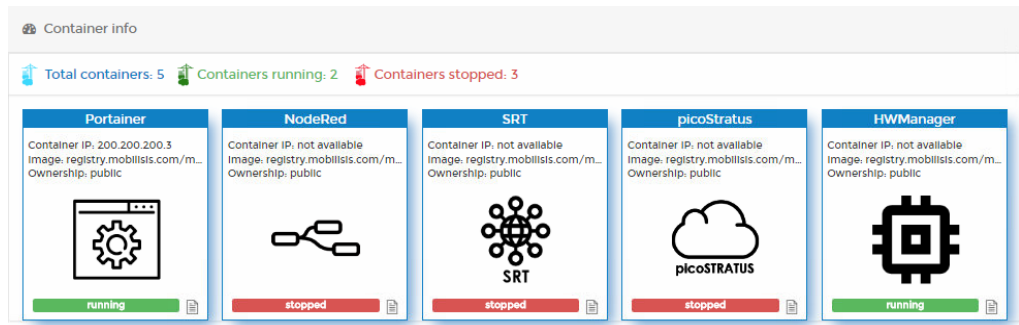 Container info
Total containers: 5 Containers running: 2 Containers stopped: 3
Portainer
Container IP: 200.200.200.3
Image: registry.mobilisis.com/m...
Ownership: public
running
NodeRed
Container IP: not available
Image: registry.mobilisis.com/m...
Ownership: public
stopped
SRT
Container IP: not available
Image: registry.mobilisis.com/m...
Ownership: public
SRT
stopped
picoStratus
Container IP: not available
Image: registry.mobilisis.com/m...
Ownership: public
picoSTRATUS
stopped
HWManager
Container IP: not available
Image: registry.mobilisis.com/m...
Ownership: public
running